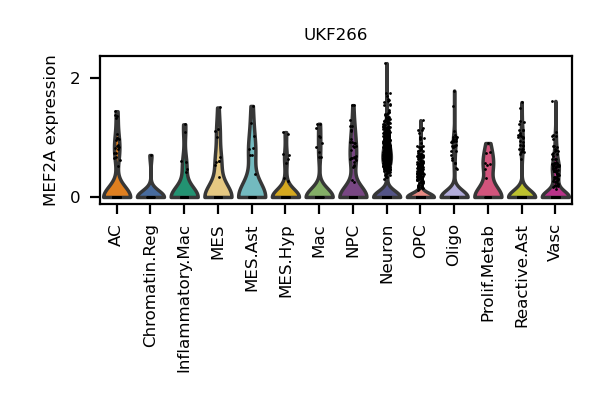 UKF266
MEF2A expression
2
0
AC
Chromatin.Reg
Inflammatory.Mac
MES
MES.Ast
MES.Hyp
Mac
NPC
Neuron
OPC
Oligo
Prolif.Metab
Reactive.Ast
Vasc